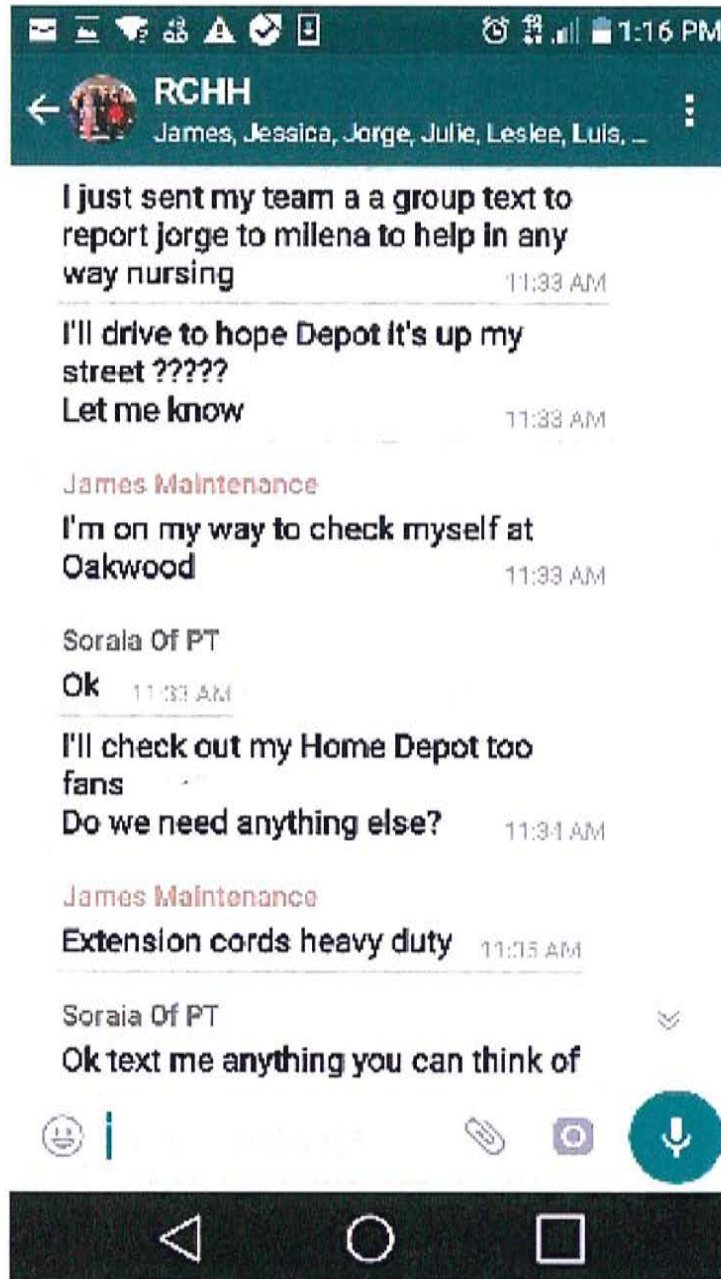 1:16 PM
RCHH
James, Jessica, Jorge, Julie, Leslee, Luis, ...
I just sent my team a a group text to
report jorge to milena to help in any
way nursing 11:33 AM
I'll drive to hope Depot it's up my
street ?????
Let me know 11:33 AM
James Maintenance
I'm on my way to check myself at
Oakwood 11:33 AM
Soraia Of PT
Ok 11:33 AM
I'll check out my Home Depot too
fans
Do we need anything else? 11:34 AM
James Maintenance
Extension cords heavy duty 11:35 AM
Soraia Of PT
Ok text me anything you can think of